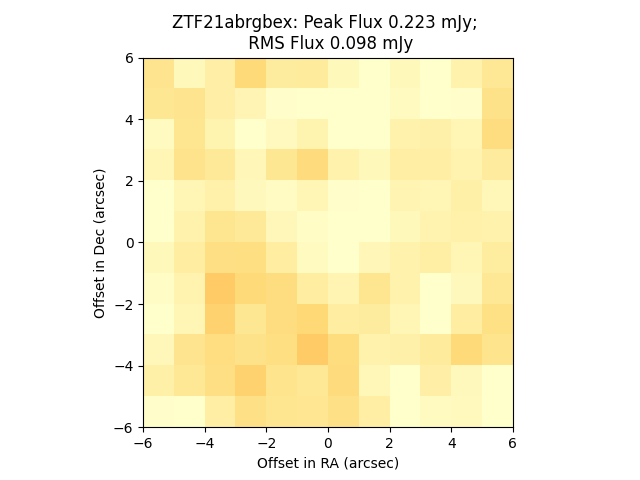 ZTF21abrgbex: Peak Flux 0.223 mJy;
RMS Flux 0.098 mJy
6
4
2
0
−2
−4
−6
Offset in Dec (arcsec)
−6 −4 −2 0 2 4 6
Offset in RA (arcsec)